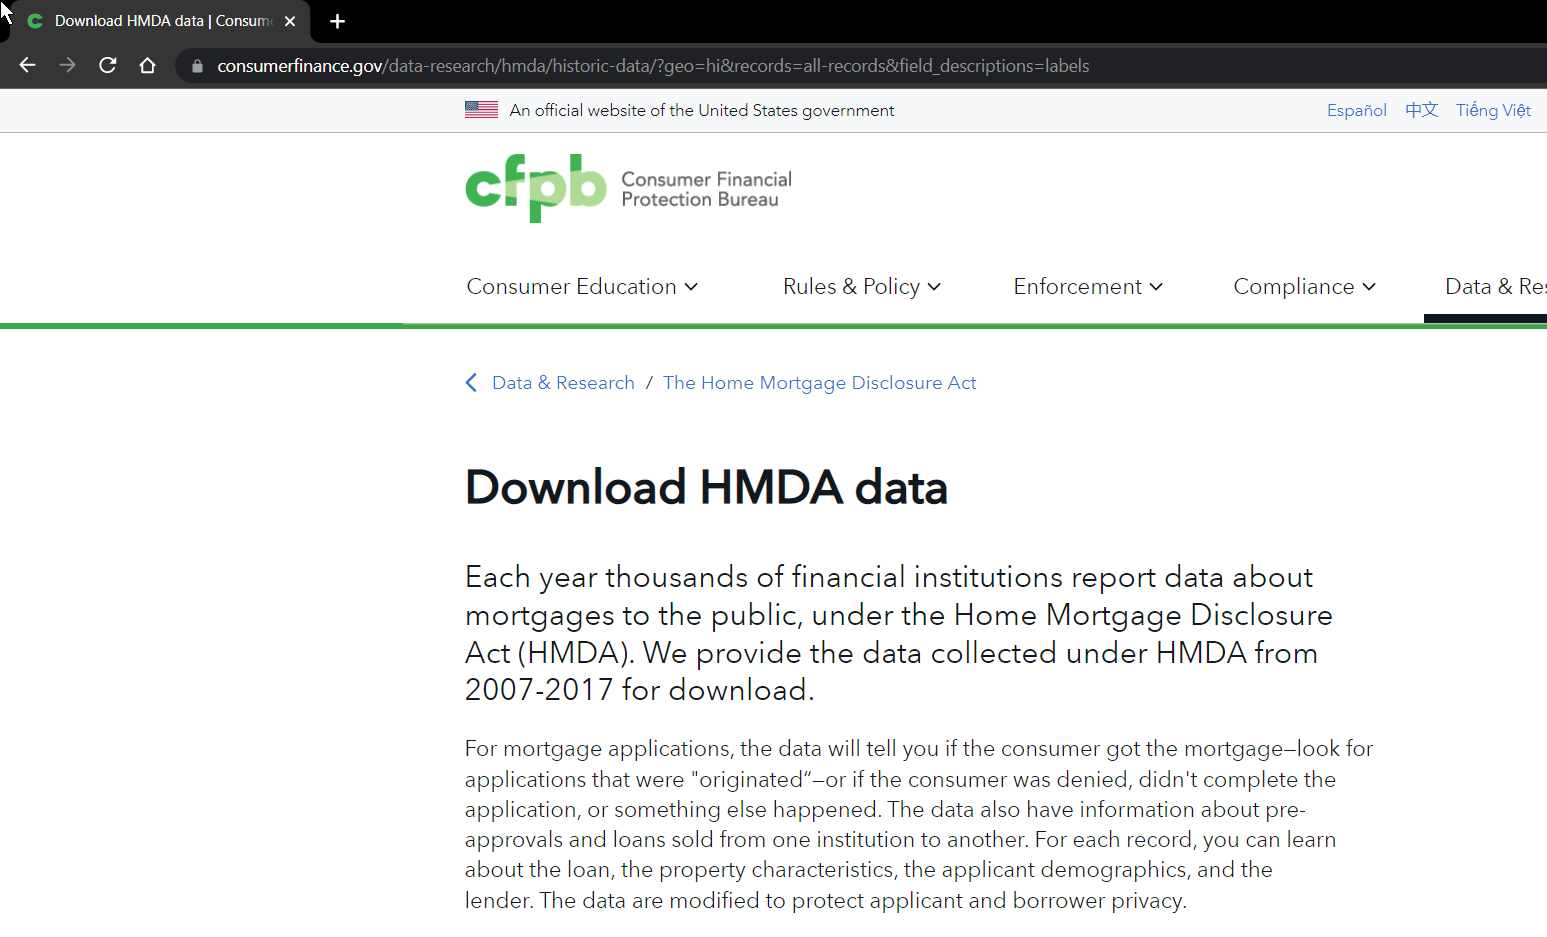 Download HMDA data | Consum
consumerfinance.gov/data-research/hmda/historic-data/?geo=hi&records=all-records&field_descriptions=labels
An official website of the United States government
Español 中文 Tiếng Việt
cfpb Consumer Financial
Protection Bureau
Consumer Education Rules & Policy Enforcement Compliance Data & Res
Data & Research / The Home Mortgage Disclosure Act
Download HMDA data
Each year thousands of financial institutions report data about
mortgages to the public, under the Home Mortgage Disclosure
Act (HMDA). We provide the data collected under HMDA from
2007-2017 for download.
For mortgage applications, the data will tell you if the consumer got the mortgage—look for
applications that were "originated“—or if the consumer was denied, didn't complete the
application, or something else happened. The data also have information about pre-
approvals and loans sold from one institution to another. For each record, you can learn
about the loan, the property characteristics, the applicant demographics, and the
lender. The data are modified to protect applicant and borrower privacy.